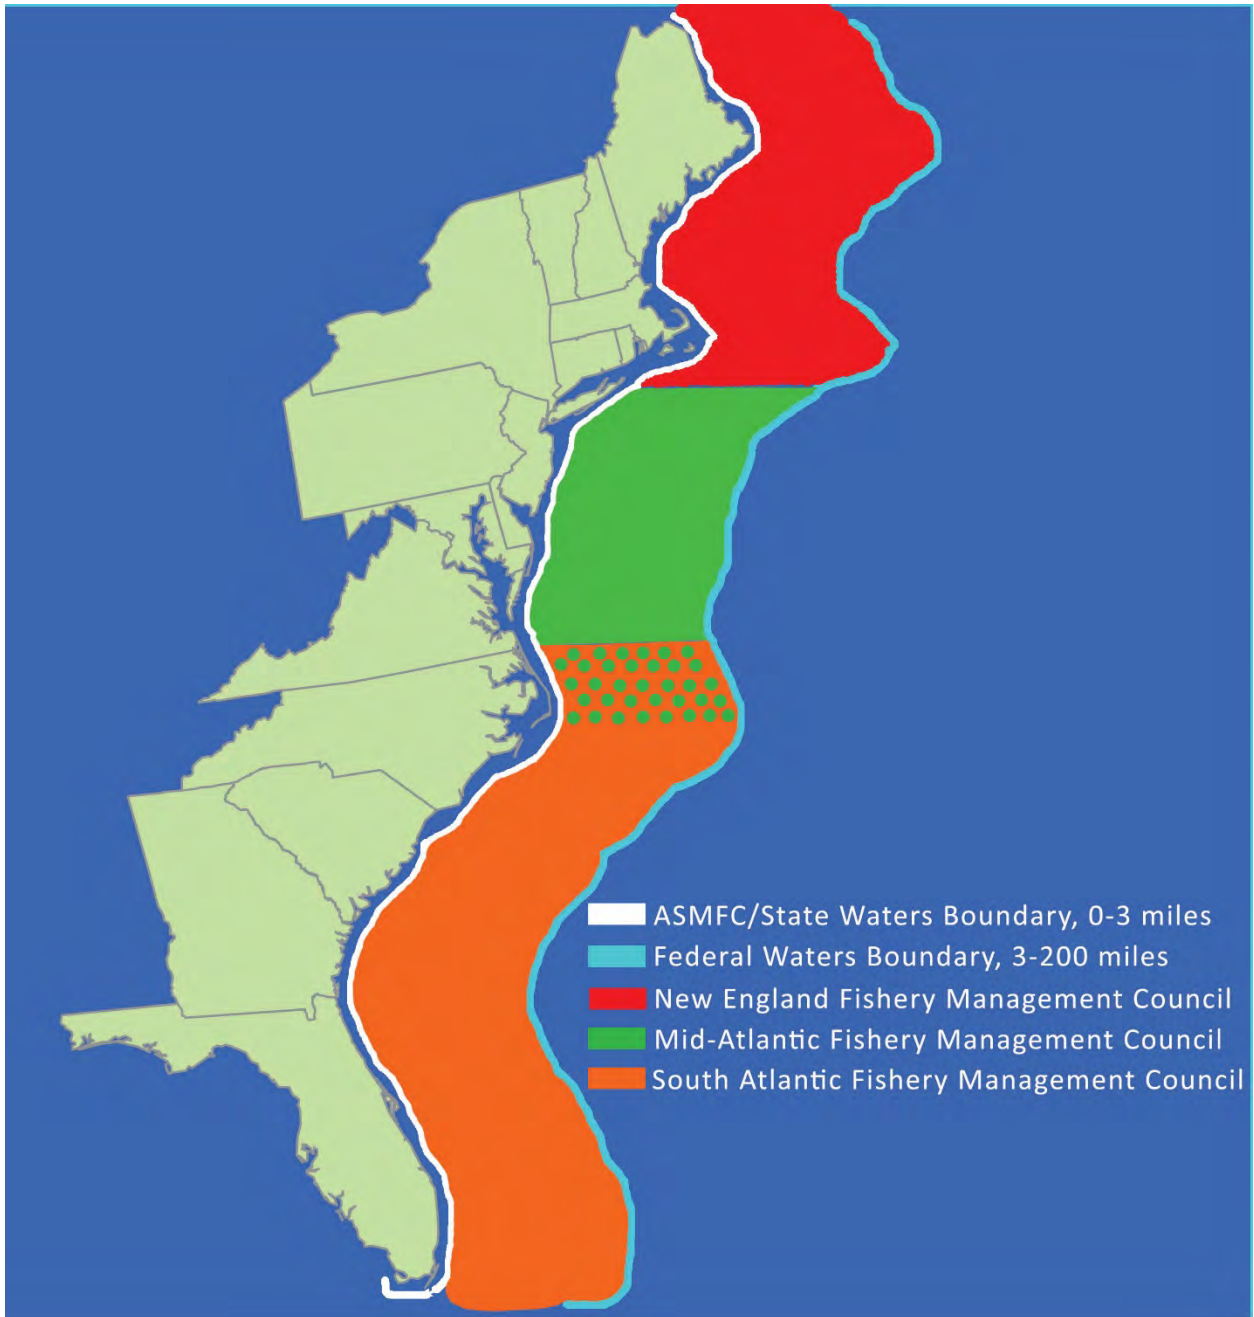 ASMFC/State Waters Boundary, 0-3 miles
Federal Waters Boundary, 3-200 miles
New England Fishery Management Council
Mid-Atlantic Fishery Management Council
South Atlantic Fishery Management Council